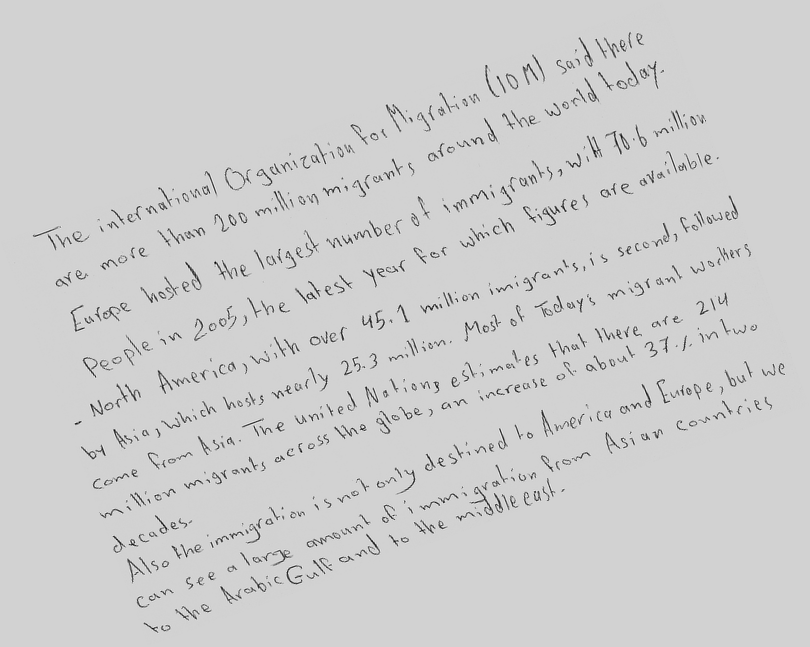 The international Organization for Migration (IOM) said there
are more than 200 million migrants around the world today.
Europe hosted the largest number of immigrants, with 70.6 million
People in 2005, the latest year for which figures are available.
- North America, with over 45.1 million imigrants, is second, followed
by Asia, which hosts nearly 25.3 million. Most of Today's migrant workers
come from Asia. The united Nations estimates that there are 214
million migrants across the globe, an increase of about 37% in two
decades.
Also the immigration is not only destined to America and Europe, but we
can see a large amount of immigration from Asian countries
to the Arabic Gulf and to the middle east.